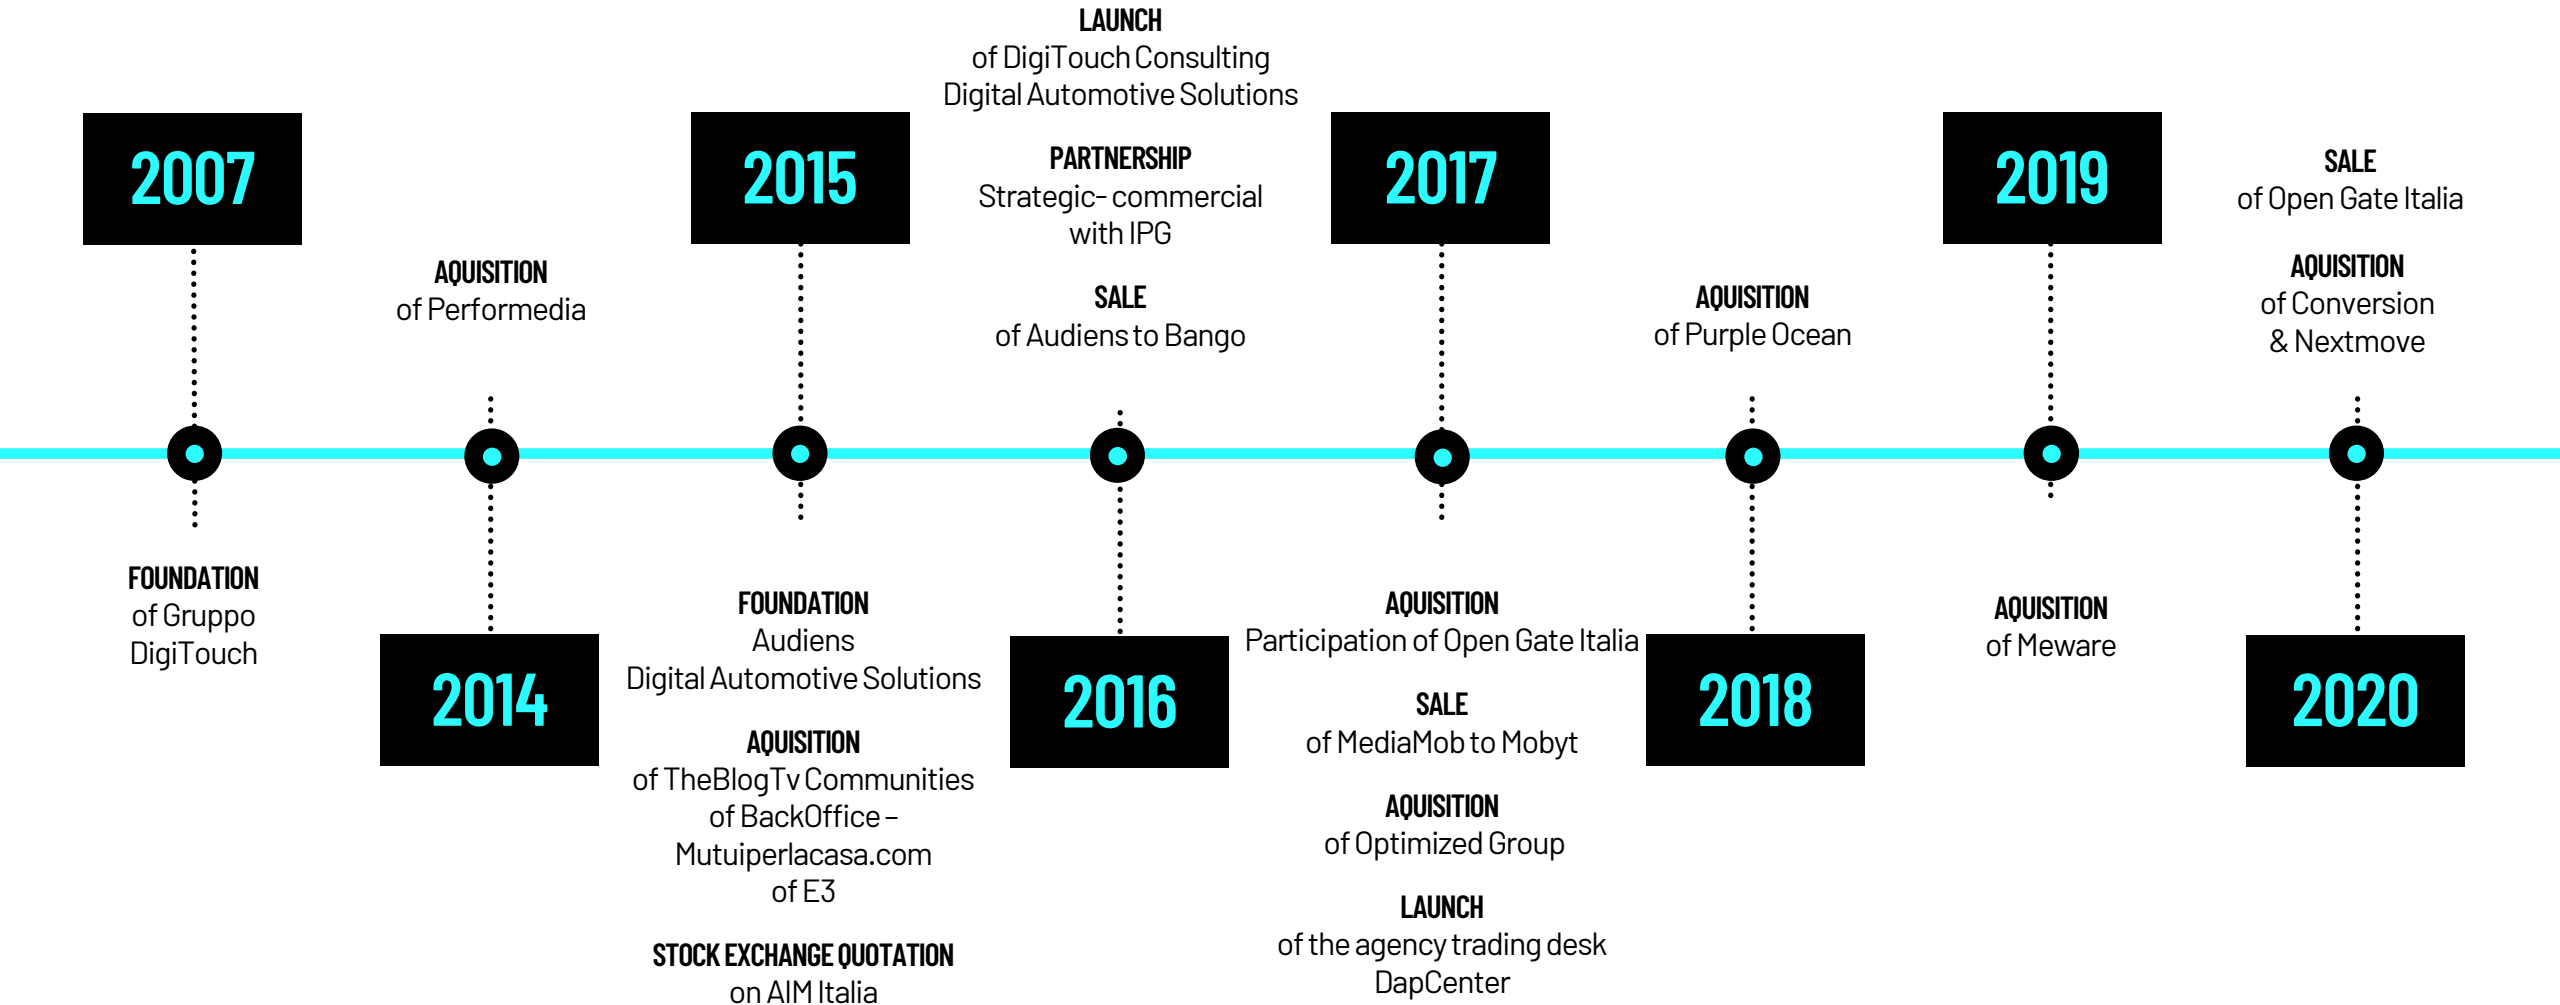 2007
FOUNDATION
of Gruppo
DigiTouch
AQUISITION
of Performedia
2014
2015
FOUNDATION
Audiens
Digital Automotive Solutions
AQUISITION
of TheBlogTv Communities
of BackOffice –
Mutuiperlacasa.com
of E3
STOCK EXCHANGE QUOTATION
on AIM Italia
LAUNCH
of DigiTouch Consulting
Digital Automotive Solutions
PARTNERSHIP
Strategic- commercial
with IPG
SALE
of Audiens to Bango
2016
2017
AQUISITION
Participation of Open Gate Italia
SALE
of MediaMob to Mobyt
AQUISITION
of Optimized Group
LAUNCH
of the agency trading desk
DapCenter
AQUISITION
of Purple Ocean
2018
2019
AQUISITION
of Meware
SALE
of Open Gate Italia
AQUISITION
of Conversion
& Nextmove
2020